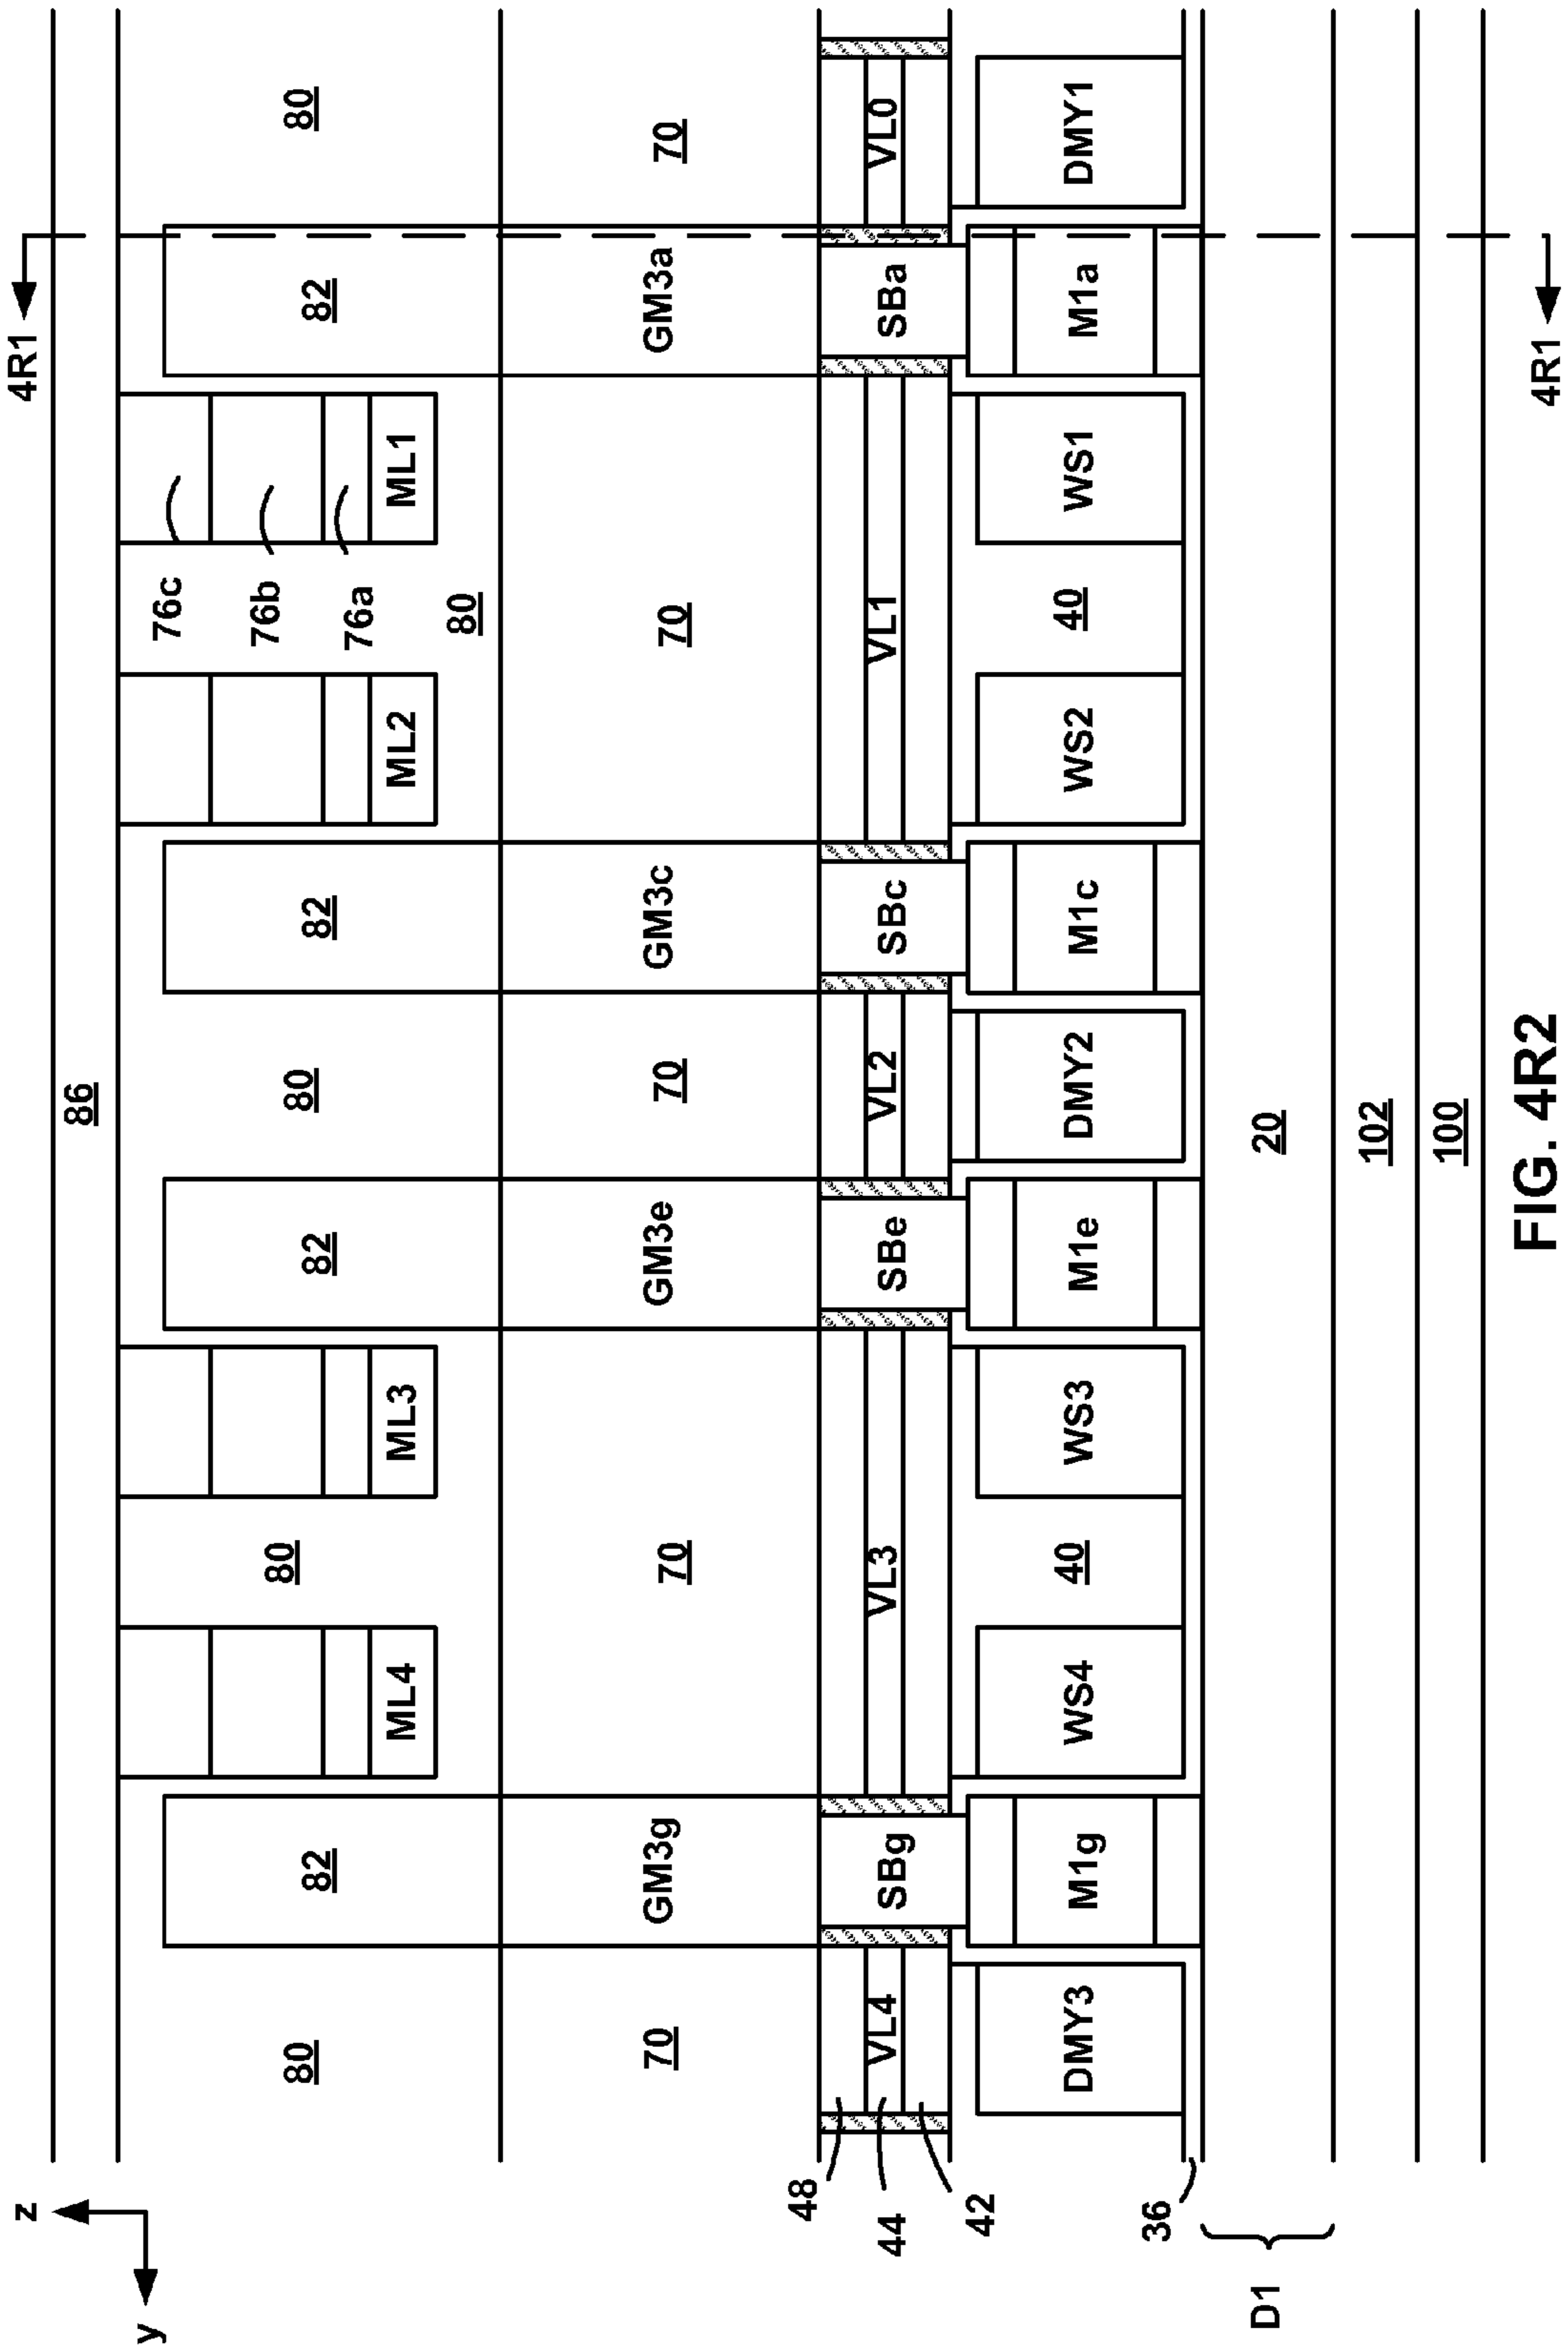 4R1
4R1
z
y
86
80
82
80
82
80
82
80
82
80
76c
76b
76a
ML4
ML3
ML2
ML1
70
GM3g
70
GM3e
70
GM3c
70
GM3a
70
48
44
42
VL4
SBg
VL3
SBe
VL2
SBc
VL1
SBa
VL0
DMY3
M1g
WS4
40
WS3
M1e
DMY2
M1c
WS2
40
WS1
M1a
DMY1
36
D1
20
102
100
FIG. 4R2